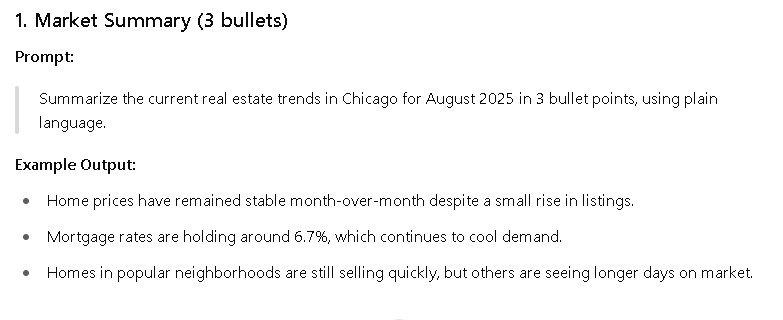 1. Market Summary (3 bullets)
Prompt:
Summarize the current real estate trends in Chicago for August 2025 in 3 bullet points, using plain
language.
Example Output:
• Home prices have remained stable month-over-month despite a small rise in listings.
• Mortgage rates are holding around 6.7%, which continues to cool demand.
• Homes in popular neighborhoods are still selling quickly, but others are seeing longer days on market.